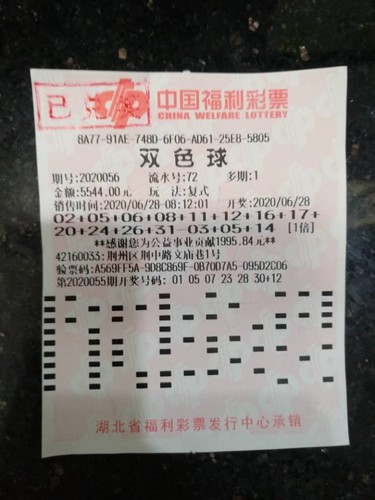 已兑奖
中国福利彩票
CHINA WELFARE LOTTERY
8A77-91AE-748D-6F06-AD61-25E8-5805
双色球
期号:2020056 流水号:72 多期:1
金额:5544.00元 玩 法:复式
销售时间:2020/06/28-08:12:01 开奖:2020/06/28
02+05+06+08+11+12+16+17+
20+24+26+31-03+05+14 [1倍]
**感谢您为公益事业贡献1995.84元**
42160033:荆州区荆中路文庙巷1号
验票码:A569FF5A-9D8C869F-0B70D7A5-095D2C06
第2020055期开奖号码:01 05 07 23 28 30+12
湖北省福利彩票发行中心承销